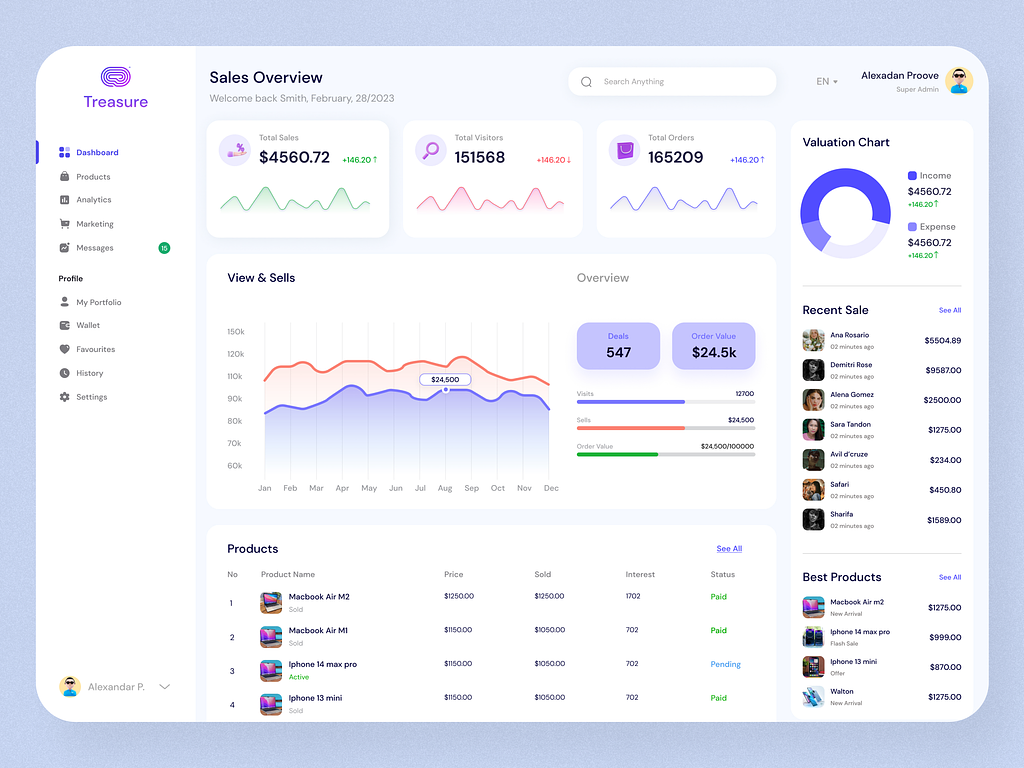 Treasure
Dashboard
Products
Analytics
Marketing
Messages 15
Profile
My Portfolio
Wallet
Favourites
History
Settings
Alexandar P.
Sales Overview
Welcome back Smith, February, 28/2023
Search Anything
EN
Alexadan Proove
Super Admin
Total Sales
$4560.72 +146.20↑
Total Visitors
151568 +146.20↓
Total Orders
165209 +146.20↑
View & Sells
150k
120k
110k
90k
80k
70k
60k
$24,500
Jan Feb Mar Apr May Jun Jul Aug Sep Oct Nov Dec
Overview
Deals
547
Order Value
$24.5k
Visits 12700
Sells $24,500
Order Value $24,500/100000
Products See All
No Product Name Price Sold Interest Status
1 Macbook Air M2 $1250.00 $1250.00 1702 Paid
Sold
2 Macbook Air M1 $1150.00 $1050.00 702 Paid
Sold
3 Iphone 14 max pro $1150.00 $1050.00 702 Pending
Active
4 Iphone 13 mini $1150.00 $1050.00 702 Paid
Sold
Valuation Chart
Income
$4560.72
+146.20↑
Expense
$4560.72
+146.20↑
Recent Sale See All
Ana Rosario $5504.89
02 minutes ago
Demitri Rose $9587.00
02 minutes ago
Alena Gomez $2500.00
02 minutes ago
Sara Tandon $1275.00
02 minutes ago
Avil d'cruze $234.00
02 minutes ago
Safari $450.80
02 minutes ago
Sharifa $1589.00
02 minutes ago
Best Products See All
Macbook Air m2 $1275.00
New Arrival
Iphone 14 max pro $999.00
Flash Sale
Iphone 13 mini $870.00
Offer
Walton $1275.00
New Arrival